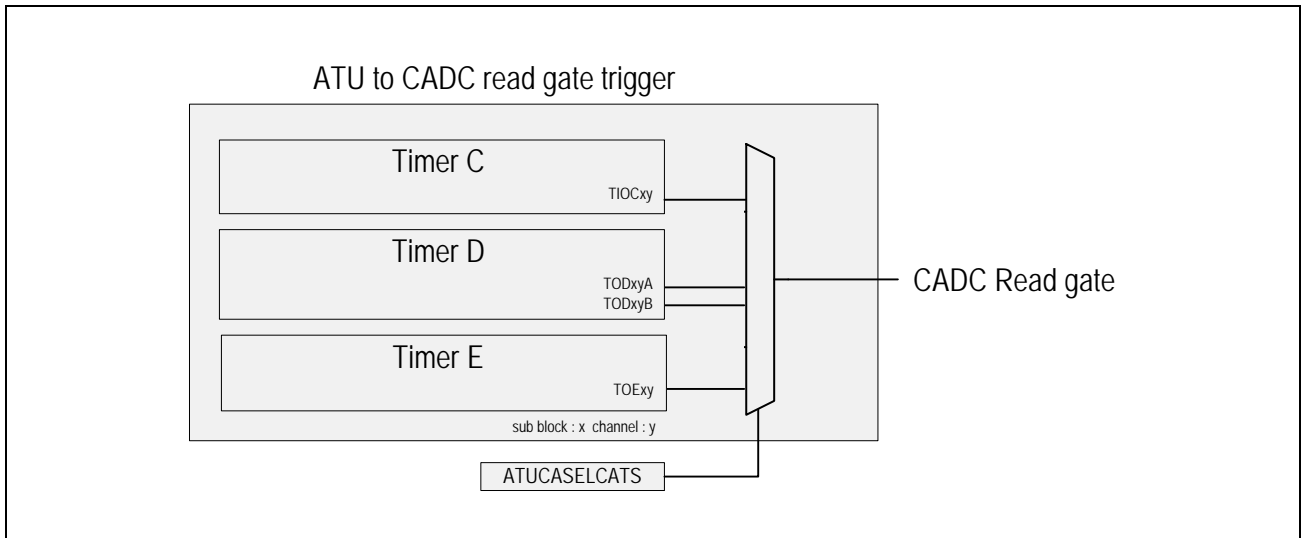 ATU to CADC read gate trigger
Timer C
TIOCxy
Timer D
TODxyA
TODxyB
CADC Read gate
Timer E
TOExy
sub block : x channel : y
ATUCASELCATS